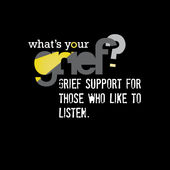 what's your
grief?
GRIEF SUPPORT FOR
THOSE WHO LIKE TO
LISTEN.